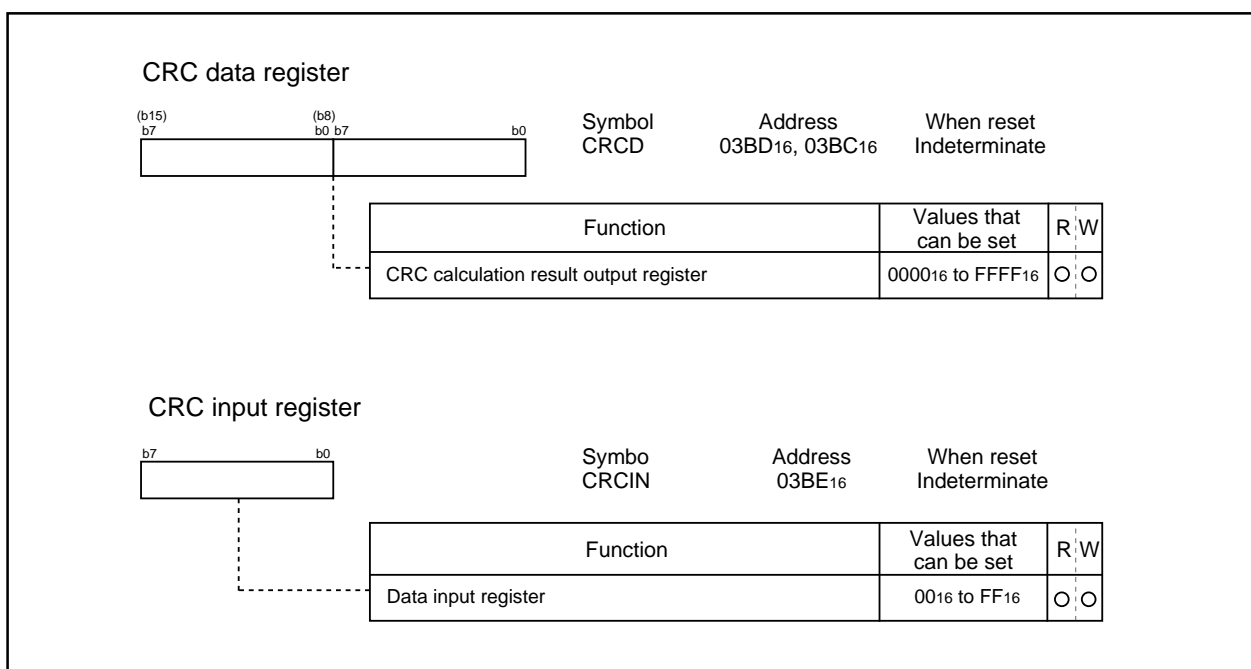 CRC data register
(b15) (b8)
b7 b0 b7 b0
Symbol Address When reset
CRCD 03BD16, 03BC16 Indeterminate
Function Values that can be set R W
CRC calculation result output register 000016 to FFFF16 O O
CRC input register
b7 b0
Symbo Address When reset
CRCIN 03BE16 Indeterminate
Function Values that can be set R W
Data input register 0016 to FF16 O O